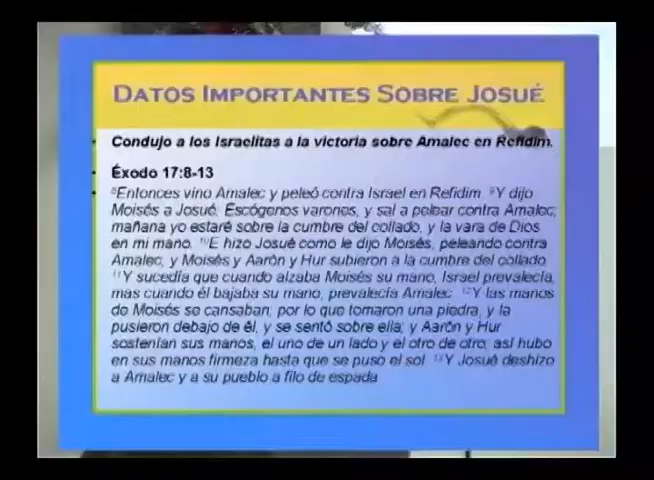 DATOS IMPORTANTES SOBRE JOSUÉ
Condujo a los Israelitas a la victoria sobre Amalec en Refidim.
Éxodo 17:8-13
⁸Entonces vino Amalec y peleó contra Israel en Refidim ⁹Y dijo
Moisés a Josué: Escógenos varones, y sal a pelear contra Amalec;
mañana yo estaré sobre la cumbre del collado, y la vara de Dios
en mi mano. ¹⁰E hizo Josué como le dijo Moisés, peleando contra
Amalec; y Moisés y Aarón y Hur subieron a la cumbre del collado.
¹¹Y sucedía que cuando alzaba Moisés su mano, Israel prevalecía,
mas cuando él bajaba su mano, prevalecía Amalec. ¹²Y las manos
de Moisés se cansaban; por lo que tomaron una piedra, y la
pusieron debajo de él, y se sentó sobre ella; y Aarón y Hur
sostenían sus manos, el uno de un lado y el otro de otro; así hubo
en sus manos firmeza hasta que se puso el sol. ¹³Y Josué deshizo
a Amalec y a su pueblo a filo de espada